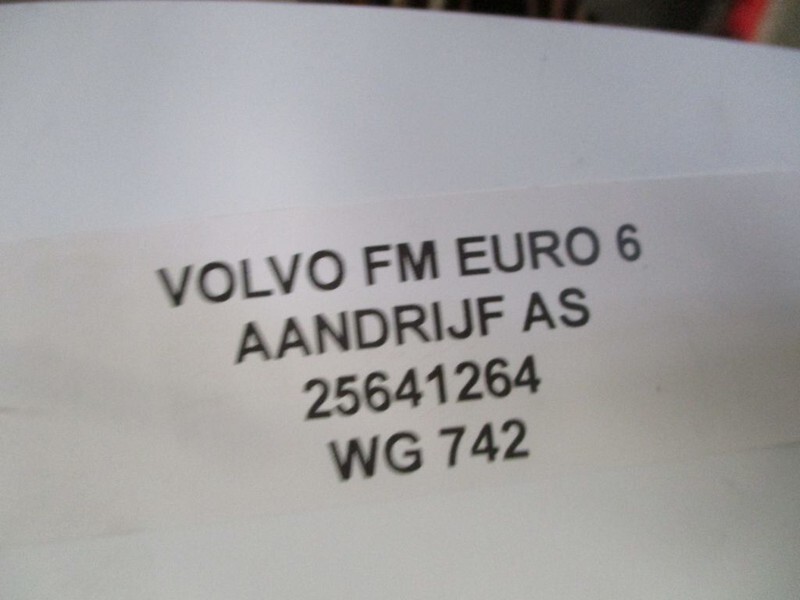 VOLVO FM EURO 6
AANDRIJF AS
25641264
WG 742